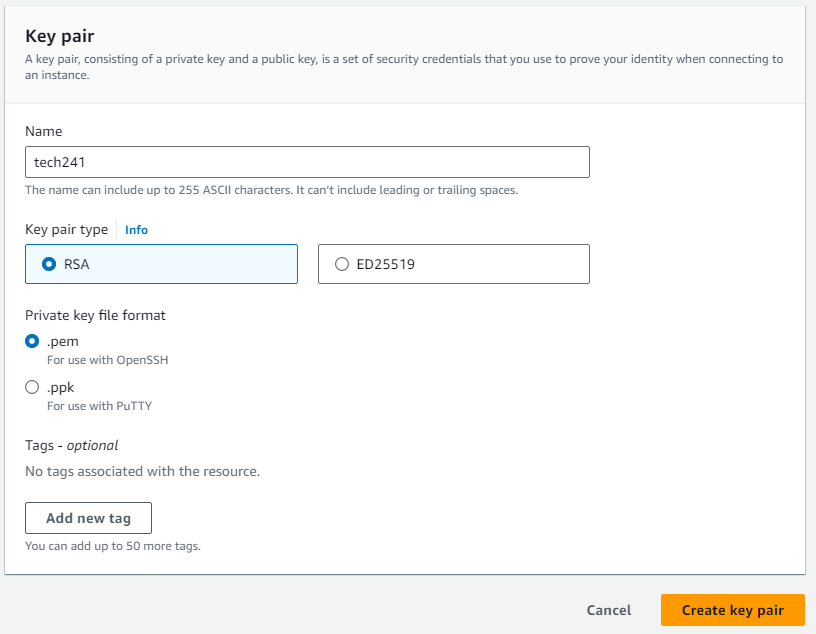 Key pair
A key pair, consisting of a private key and a public key, is a set of security credentials that you use to prove your identity when connecting to
an instance.
Name
tech241
The name can include up to 255 ASCII characters. It can't include leading or trailing spaces.
Key pair type Info
RSA ED25519
Private key file format
.pem
For use with OpenSSH
.ppk
For use with PuTTY
Tags - optional
No tags associated with the resource.
Add new tag
You can add up to 50 more tags.
Cancel Create key pair